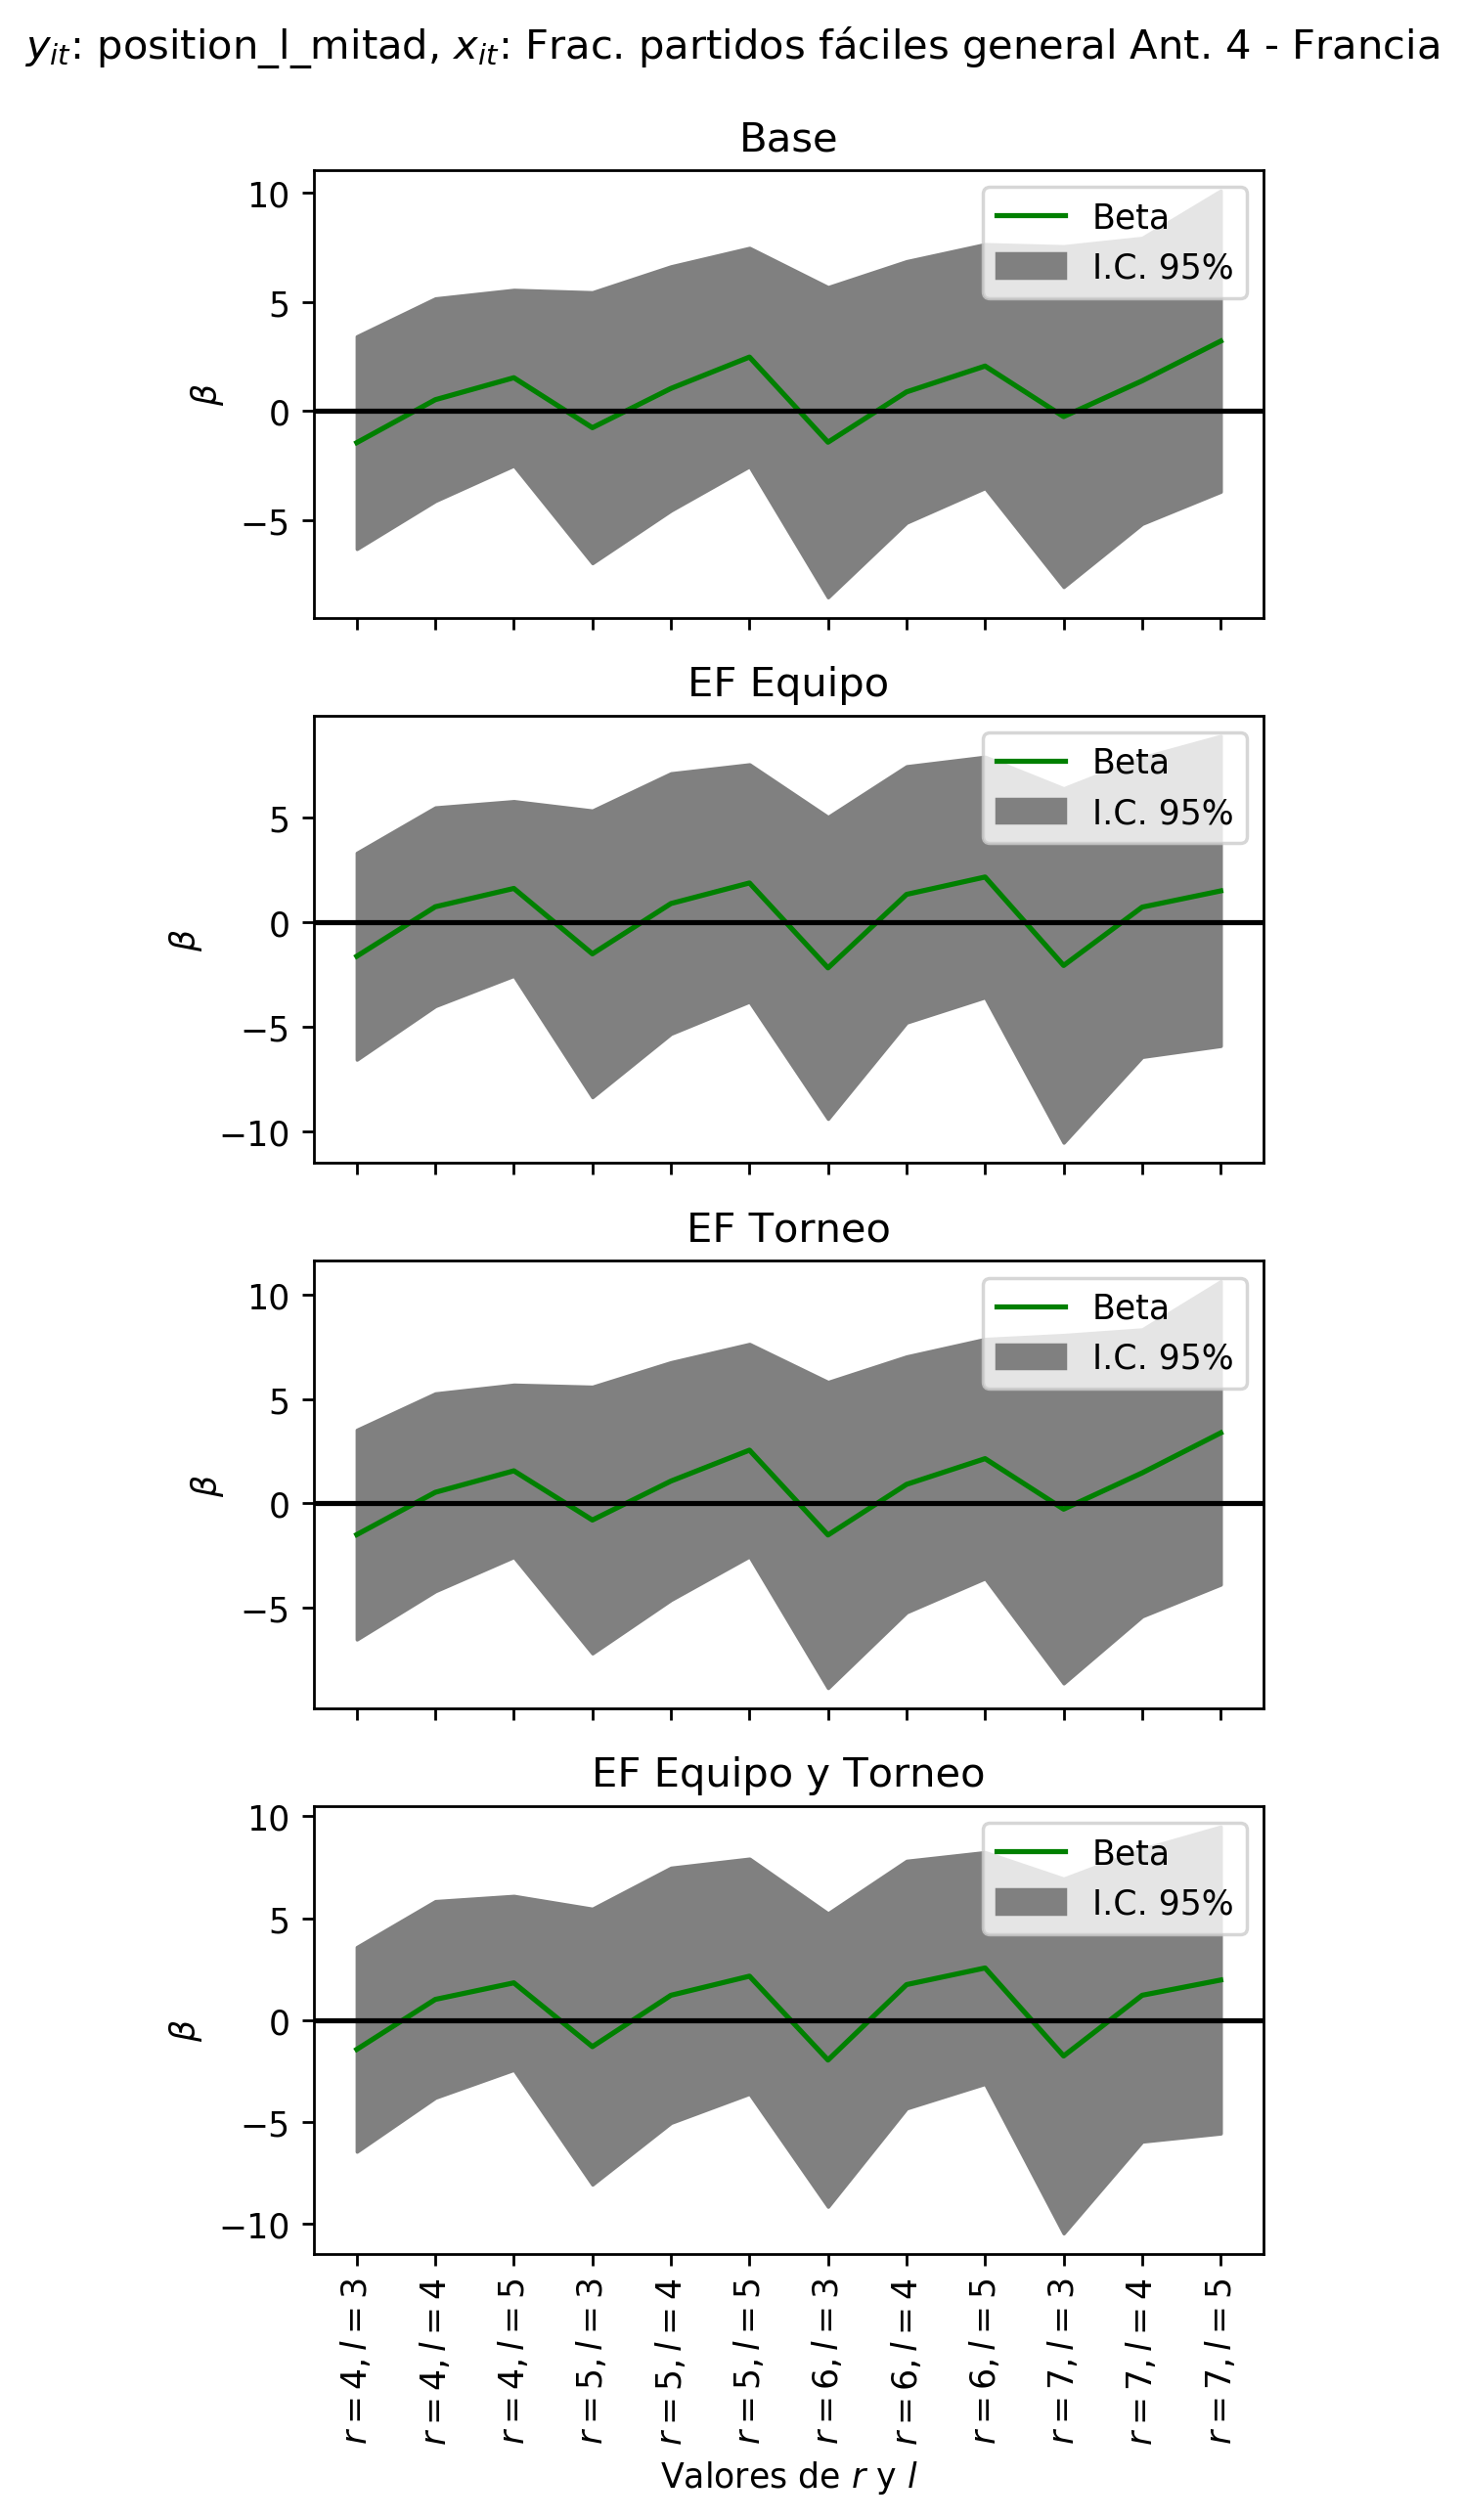 y_it: position_l_mitad, x_it: Frac. partidos fáciles general Ant. 4 - Francia
Base
10
5
0
−5
β
Beta
I.C. 95%
EF Equipo
5
0
−5
−10
β
Beta
I.C. 95%
EF Torneo
10
5
0
−5
β
Beta
I.C. 95%
EF Equipo y Torneo
10
5
0
−5
−10
β
Beta
I.C. 95%
r = 4, l = 3
r = 4, l = 4
r = 4, l = 5
r = 5, l = 3
r = 5, l = 4
r = 5, l = 5
r = 6, l = 3
r = 6, l = 4
r = 6, l = 5
r = 7, l = 3
r = 7, l = 4
r = 7, l = 5
Valores de r y l